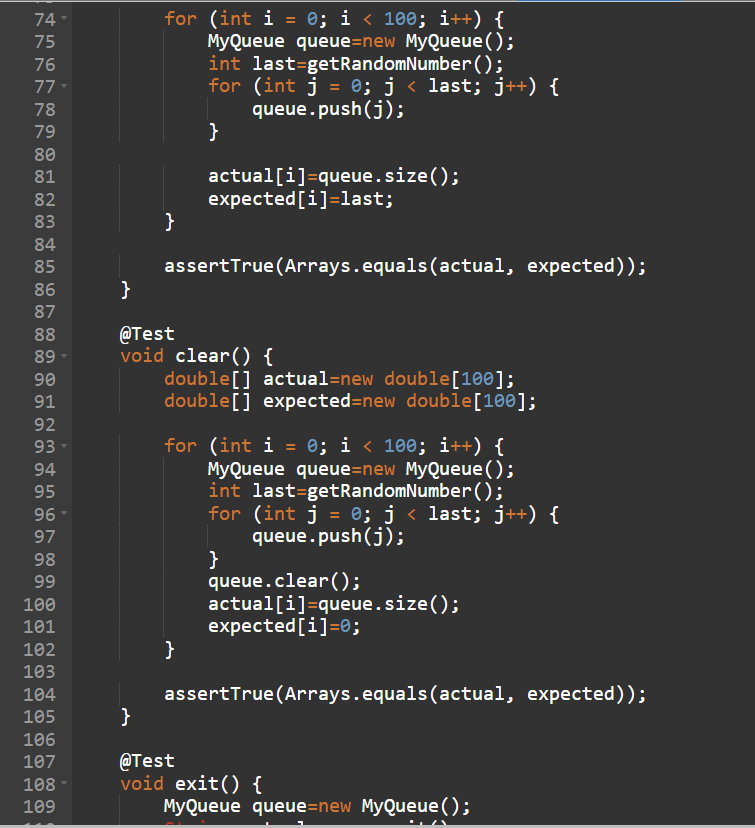 74 for (int i = 0; i < 100; i++) {
75 MyQueue queue=new MyQueue();
76 int last=getRandomNumber();
77 for (int j = 0; j < last; j++) {
78 queue.push(j);
79 }
80
81 actual[i]=queue.size();
82 expected[i]=last;
83 }
84
85 assertTrue(Arrays.equals(actual, expected));
86 }
87
88 @Test
89 void clear() {
90 double[] actual=new double[100];
91 double[] expected=new double[100];
92
93 for (int i = 0; i < 100; i++) {
94 MyQueue queue=new MyQueue();
95 int last=getRandomNumber();
96 for (int j = 0; j < last; j++) {
97 queue.push(j);
98 }
99 queue.clear();
100 actual[i]=queue.size();
101 expected[i]=0;
102 }
103
104 assertTrue(Arrays.equals(actual, expected));
105 }
106
107 @Test
108 void exit() {
109 MyQueue queue=new MyQueue();